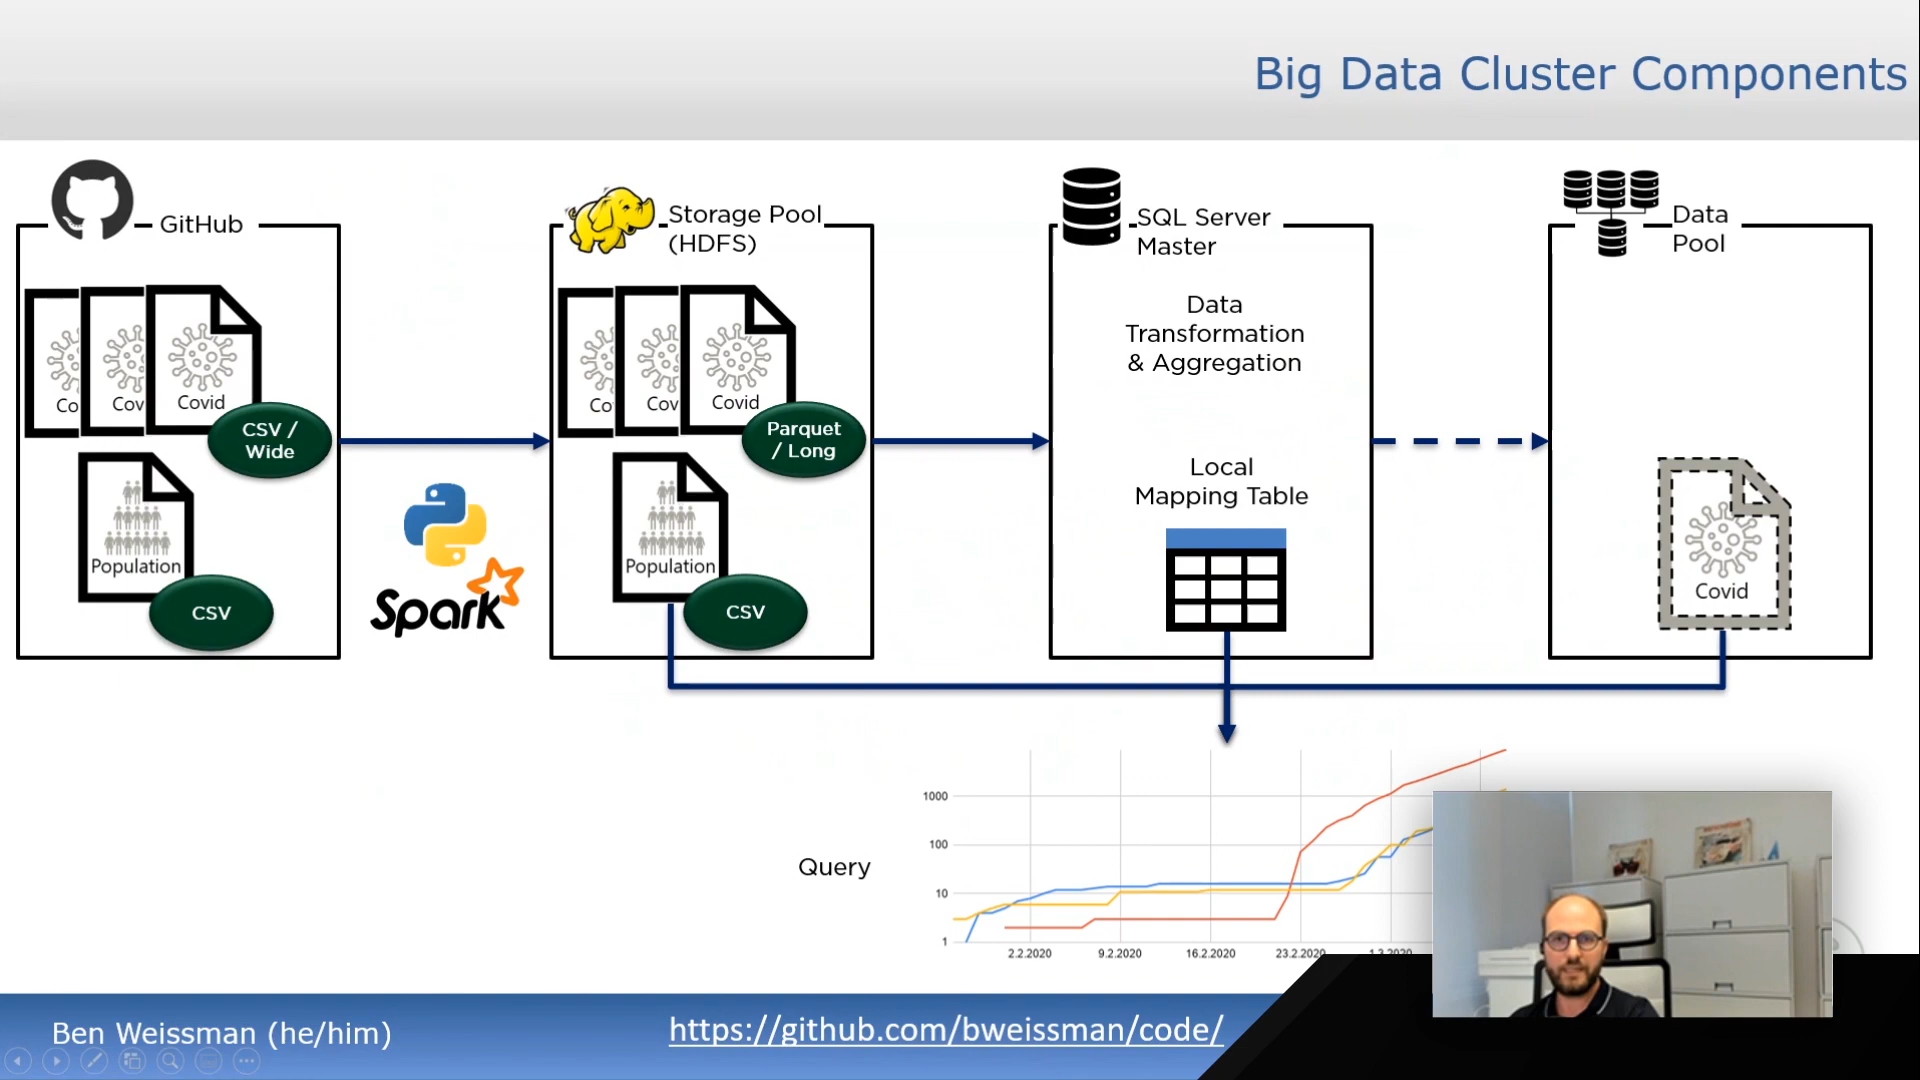 Big Data Cluster Components
GitHub
Co
Cov
Covid
CSV /
Wide
Population
CSV
Spark
Storage Pool
(HDFS)
Co
Cov
Covid
Parquet
/ Long
Population
CSV
SQL Server
Master
Data
Transformation
& Aggregation
Local
Mapping Table
Data
Pool
Covid
Query
1000
100
10
1
2.2.2020
9.2.2020
16.2.2020
23.2.2020
1.3.2020
Ben Weissman (he/him)
https://github.com/bweissman/code/